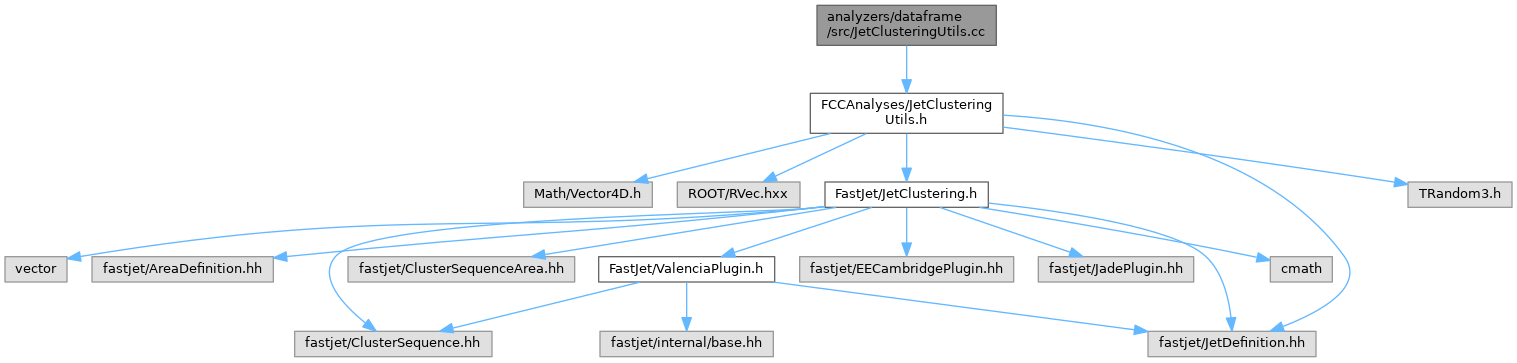 analyzers/dataframe
/src/JetClusteringUtils.cc
FCCAnalyses/JetClustering
Utils.h
Math/Vector4D.h
ROOT/RVec.hxx
FastJet/JetClustering.h
TRandom3.h
vector
fastjet/AreaDefinition.hh
fastjet/ClusterSequenceArea.hh
FastJet/ValenciaPlugin.h
fastjet/EECambridgePlugin.hh
fastjet/JadePlugin.hh
cmath
fastjet/ClusterSequence.hh
fastjet/internal/base.hh
fastjet/JetDefinition.hh